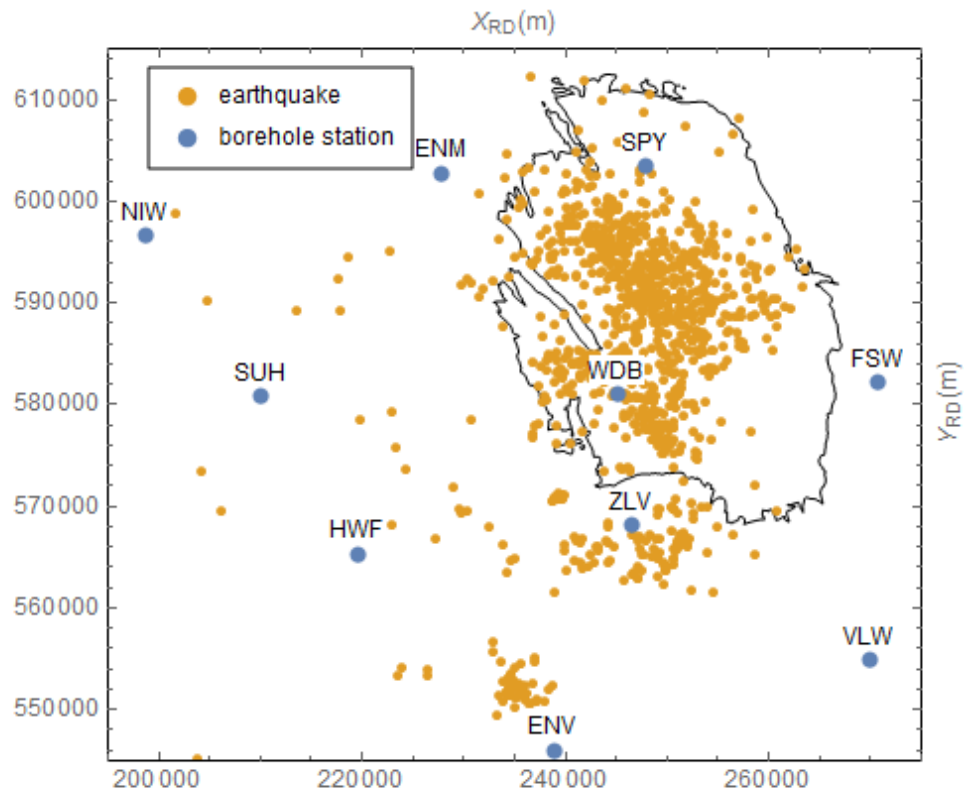 X_RD(m)
earthquake
borehole station
610000
600000
590000
580000
570000
560000
550000
ENM
SPY
NIW
SUH
WDB
FSW
HWF
ZLV
VLW
ENV
Y_RD(m)
200000
220000
240000
260000